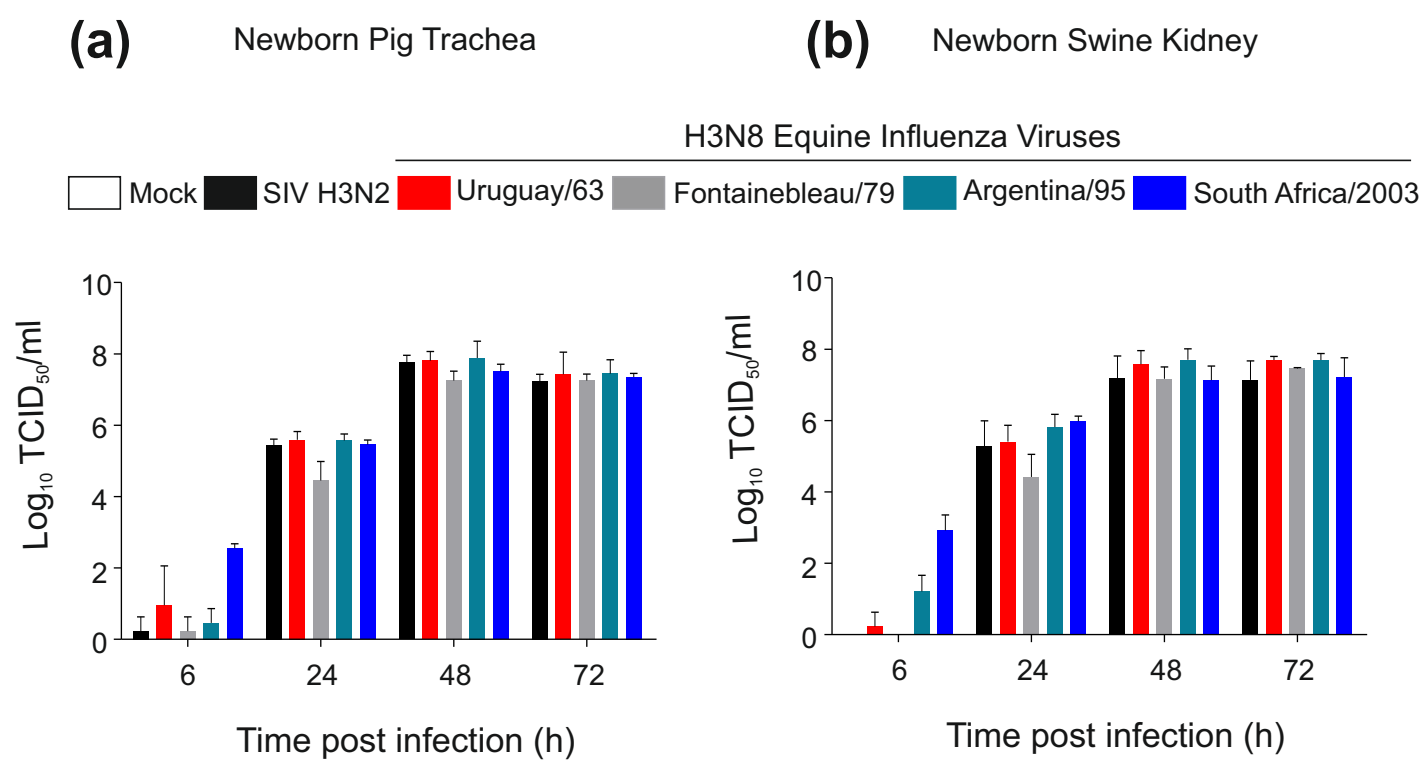 (a) Newborn Pig Trachea
(b) Newborn Swine Kidney
H3N8 Equine Influenza Viruses
Mock SIV H3N2 Uruguay/63 Fontainebleau/79 Argentina/95 South Africa/2003
Log₁₀ TCID₅₀/ml
10
8
6
4
2
0
6 24 48 72
Time post infection (h)
Log₁₀ TCID₅₀/ml
10
8
6
4
2
0
6 24 48 72
Time post infection (h)